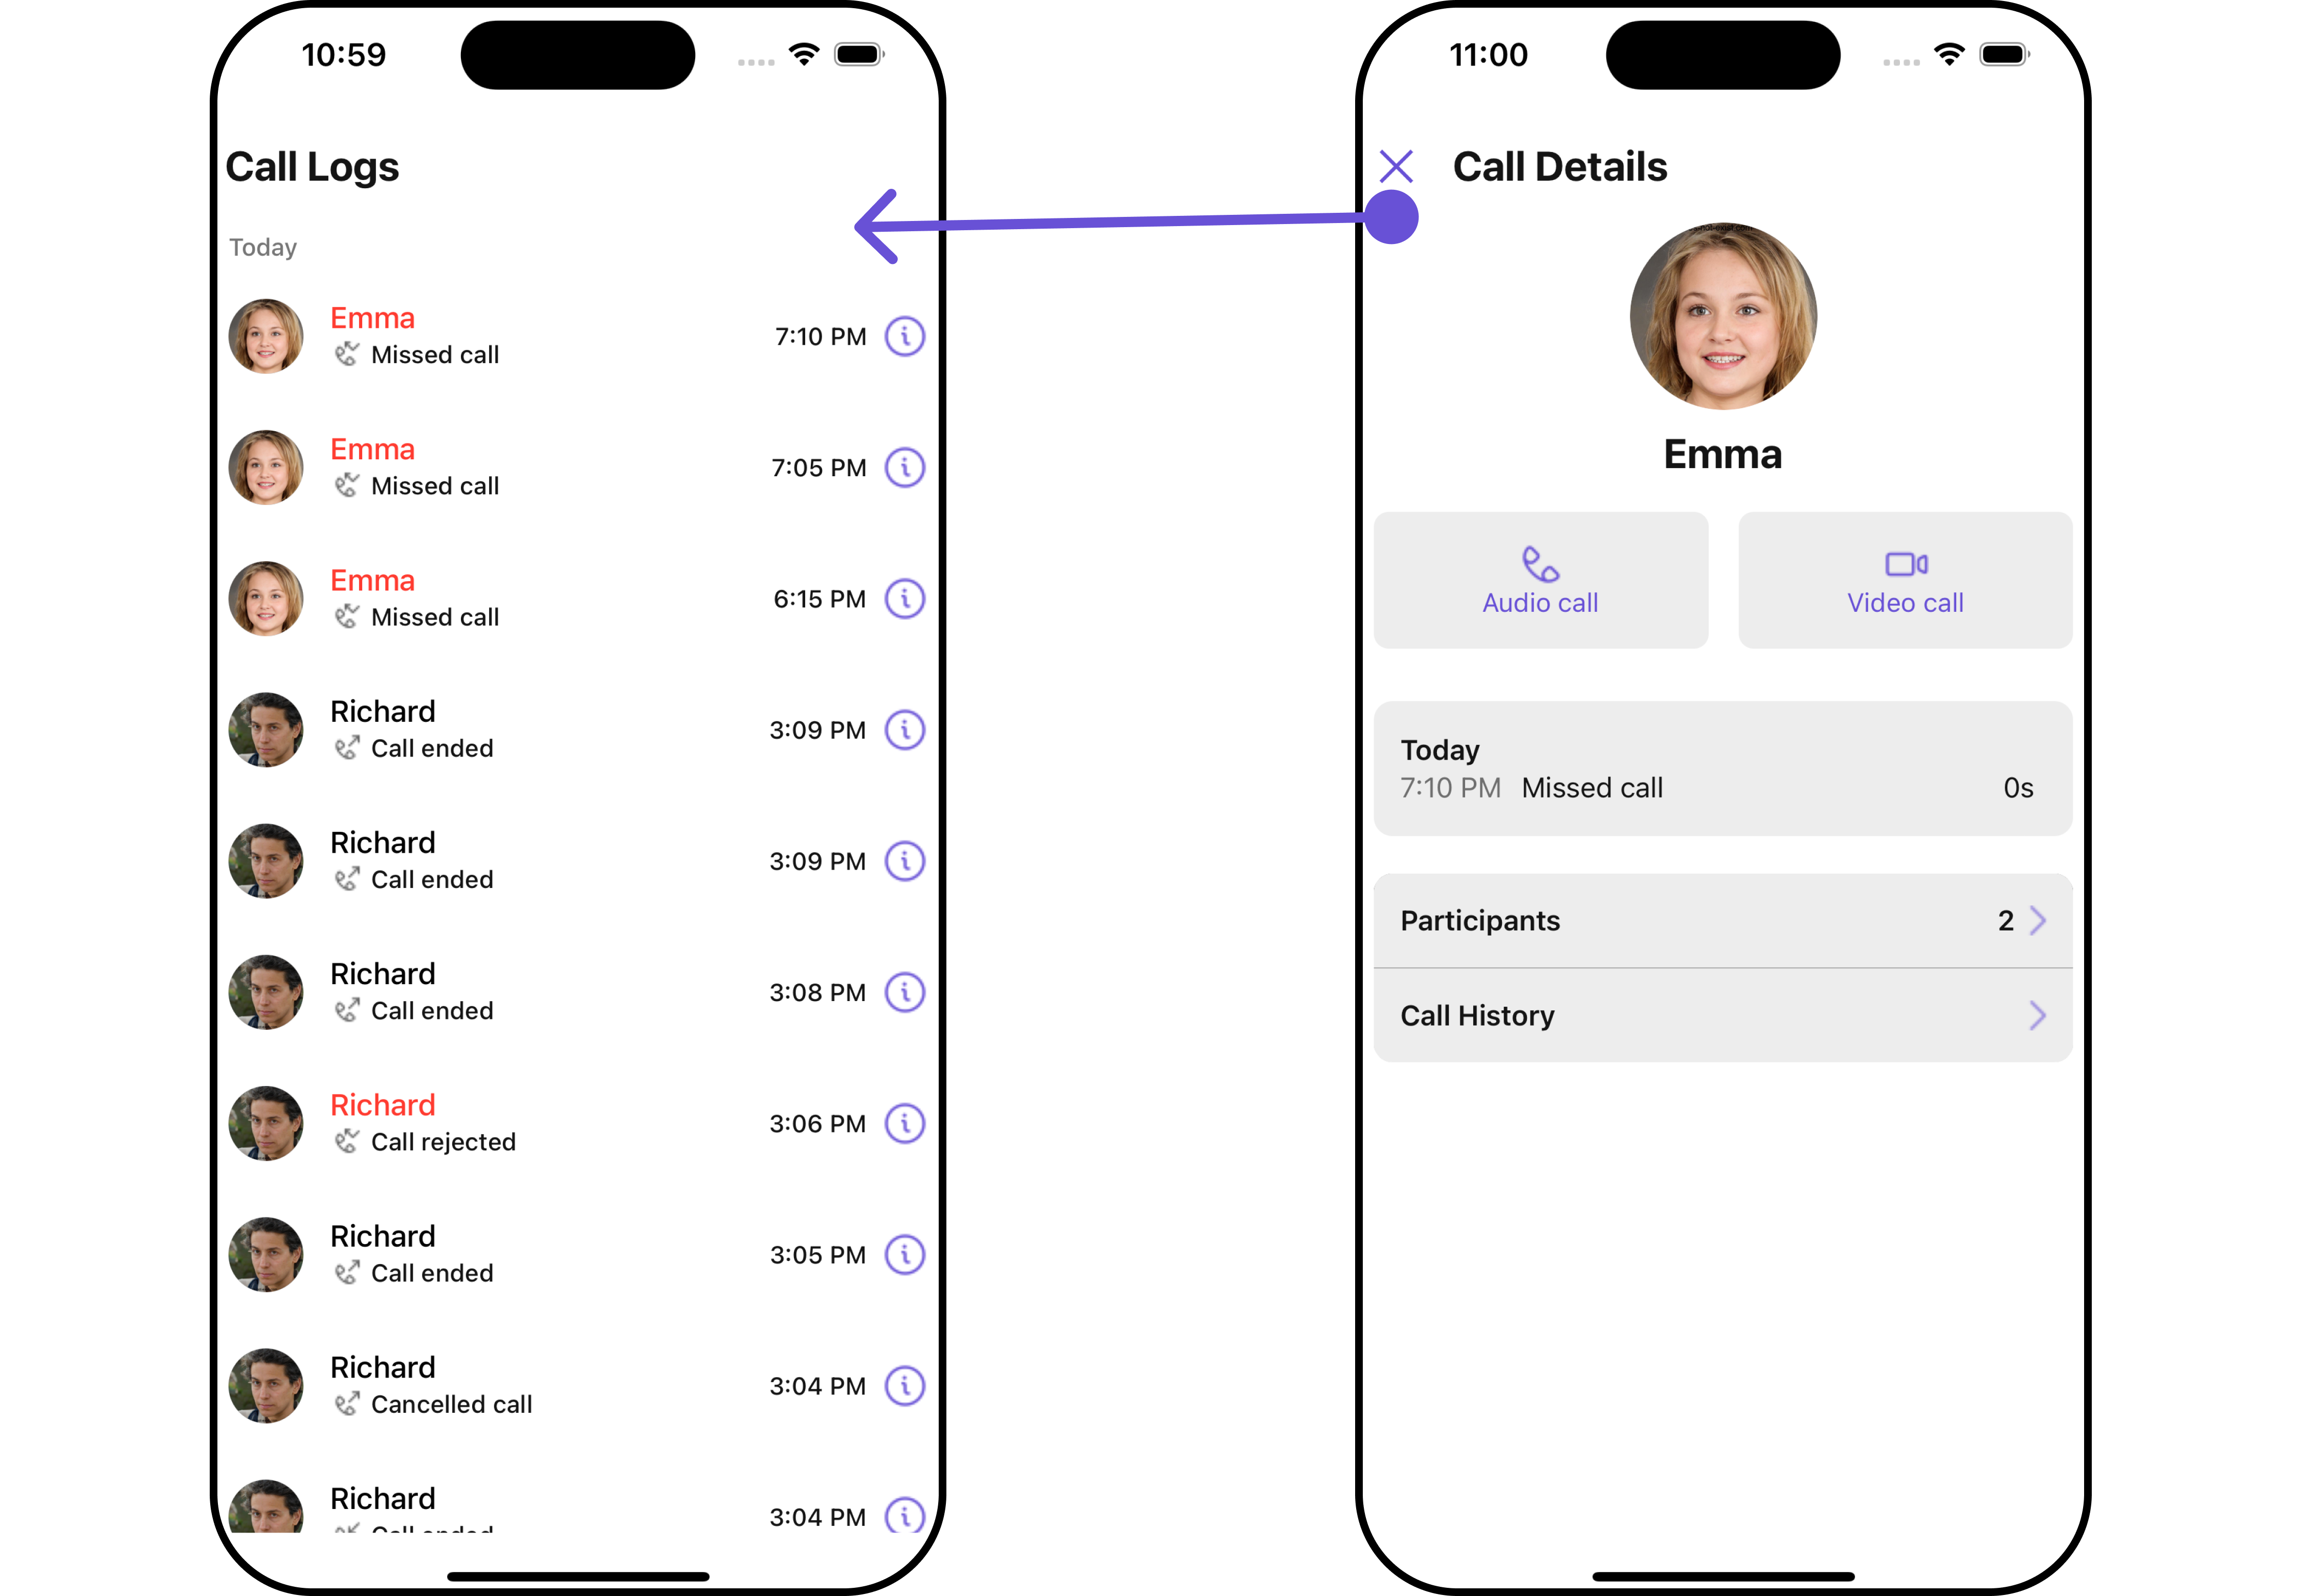 10:59
Call Logs
Today
Emma
Missed call
7:10 PM
Emma
Missed call
7:05 PM
Emma
Missed call
6:15 PM
Richard
Call ended
3:09 PM
Richard
Call ended
3:09 PM
Richard
Call ended
3:08 PM
Richard
Call rejected
3:06 PM
Richard
Call ended
3:05 PM
Richard
Cancelled call
3:04 PM
Richard
3:04 PM
11:00
Call Details
Emma
Audio call
Video call
Today
7:10 PM Missed call 0s
Participants 2
Call History